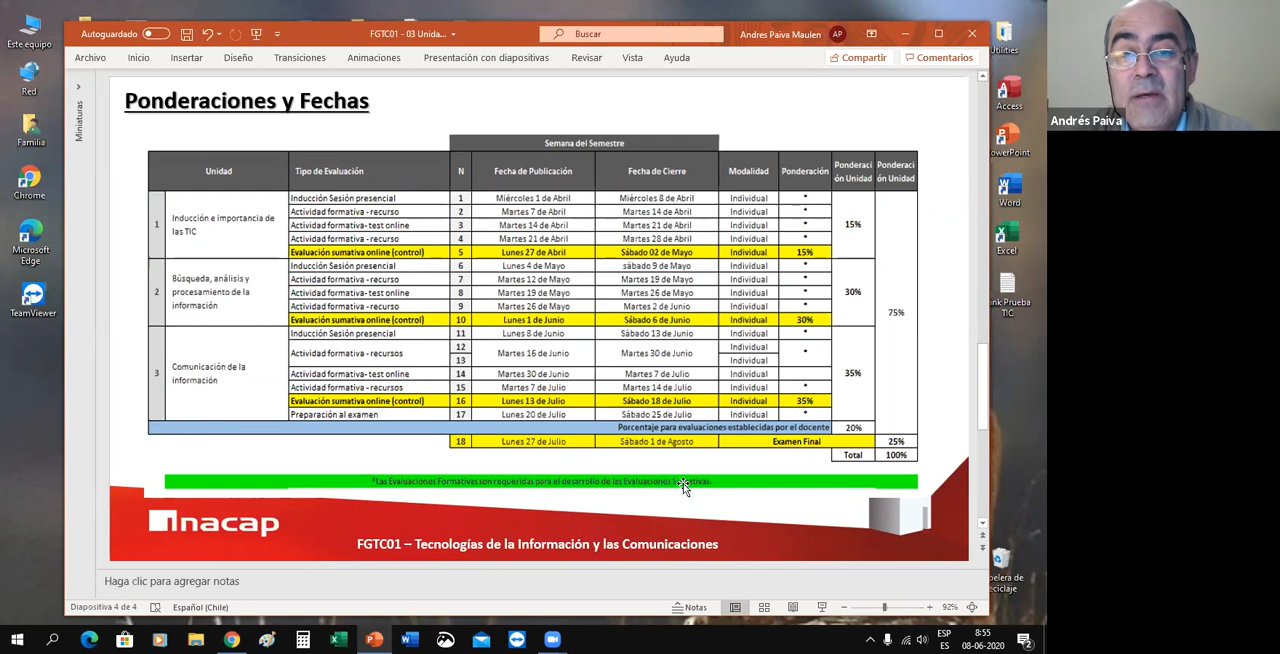 Este equipo
Red
Familia
Chrome
Microsoft
Edge
TeamViewer
Autoguardado
FGTC01 - 03 Unida...
Buscar
Andres Paiva Maulen
AP
Archivo
Inicio
Insertar
Diseño
Transiciones
Animaciones
Presentación con diapositivas
Revisar
Vista
Ayuda
Compartir
Comentarios
Miniaturas
Ponderaciones y Fechas
Semana del Semestre
Unidad Tipo de Evaluación N Fecha de Publicación Fecha de Cierre Modalidad Ponderación Ponderaci ón Unidad Ponderaci ón Unidad
1 Inducción e importancia de las TIC 15% 75%
Inducción Sesión presencial 1 Miércoles 1 de Abril Miércoles 8 de Abril Individual *
Actividad formativa - recurso 2 Martes 7 de Abril Martes 14 de Abril Individual *
Actividad formativa- test online 3 Martes 14 de Abril Martes 21 de Abril Individual *
Actividad formativa - recurso 4 Martes 21 de Abril Martes 28 de Abril Individual *
Evaluación sumativa online (control) 5 Lunes 27 de Abril Sábado 02 de Mayo Individual 15%
2 Búsqueda, análisis y procesamiento de la información 30%
Inducción Sesión presencial 6 Lunes 4 de Mayo sábado 9 de Mayo Individual *
Actividad formativa - recurso 7 Martes 12 de Mayo Martes 19 de Mayo Individual *
Actividad formativa- test online 8 Martes 19 de Mayo Martes 26 de Mayo Individual *
Actividad formativa - recurso 9 Martes 26 de Mayo Martes 2 de Junio Individual *
Evaluación sumativa online (control) 10 Lunes 1 de Junio Sábado 6 de Junio Individual 30%
3 Comunicación de la información 35%
Inducción Sesión presencial 11 Lunes 8 de Junio Sábado 13 de Junio Individual *
Actividad formativa - recursos 12 Martes 16 de Junio Martes 30 de Junio Individual *
13 Individual
Actividad formativa- test online 14 Martes 30 de Junio Martes 7 de Julio Individual
Actividad formativa - recursos 15 Martes 7 de Julio Martes 14 de Julio Individual *
Evaluación sumativa online (control) 16 Lunes 13 de Julio Sábado 18 de Julio Individual 35%
Preparación al examen 17 Lunes 20 de Julio Sábado 25 de Julio Individual *
Porcentaje para evaluaciones establecidas por el docente 20%
18 Lunes 27 de Julio Sábado 1 de Agosto Examen Final 25%
Total 100%
*Las Evaluaciones Formativas son requeridas para el desarrollo de las Evaluaciones
Inacap
FGTC01 – Tecnologías de la Información y las Comunicaciones
Haga clic para agregar notas
Diapositiva 4 de 4
Español (Chile)
Notas
92%
Utilities
Access
Word
Excel
TIC
Andrés Paiva
ESP
ES
8:55
08-06-2020
2